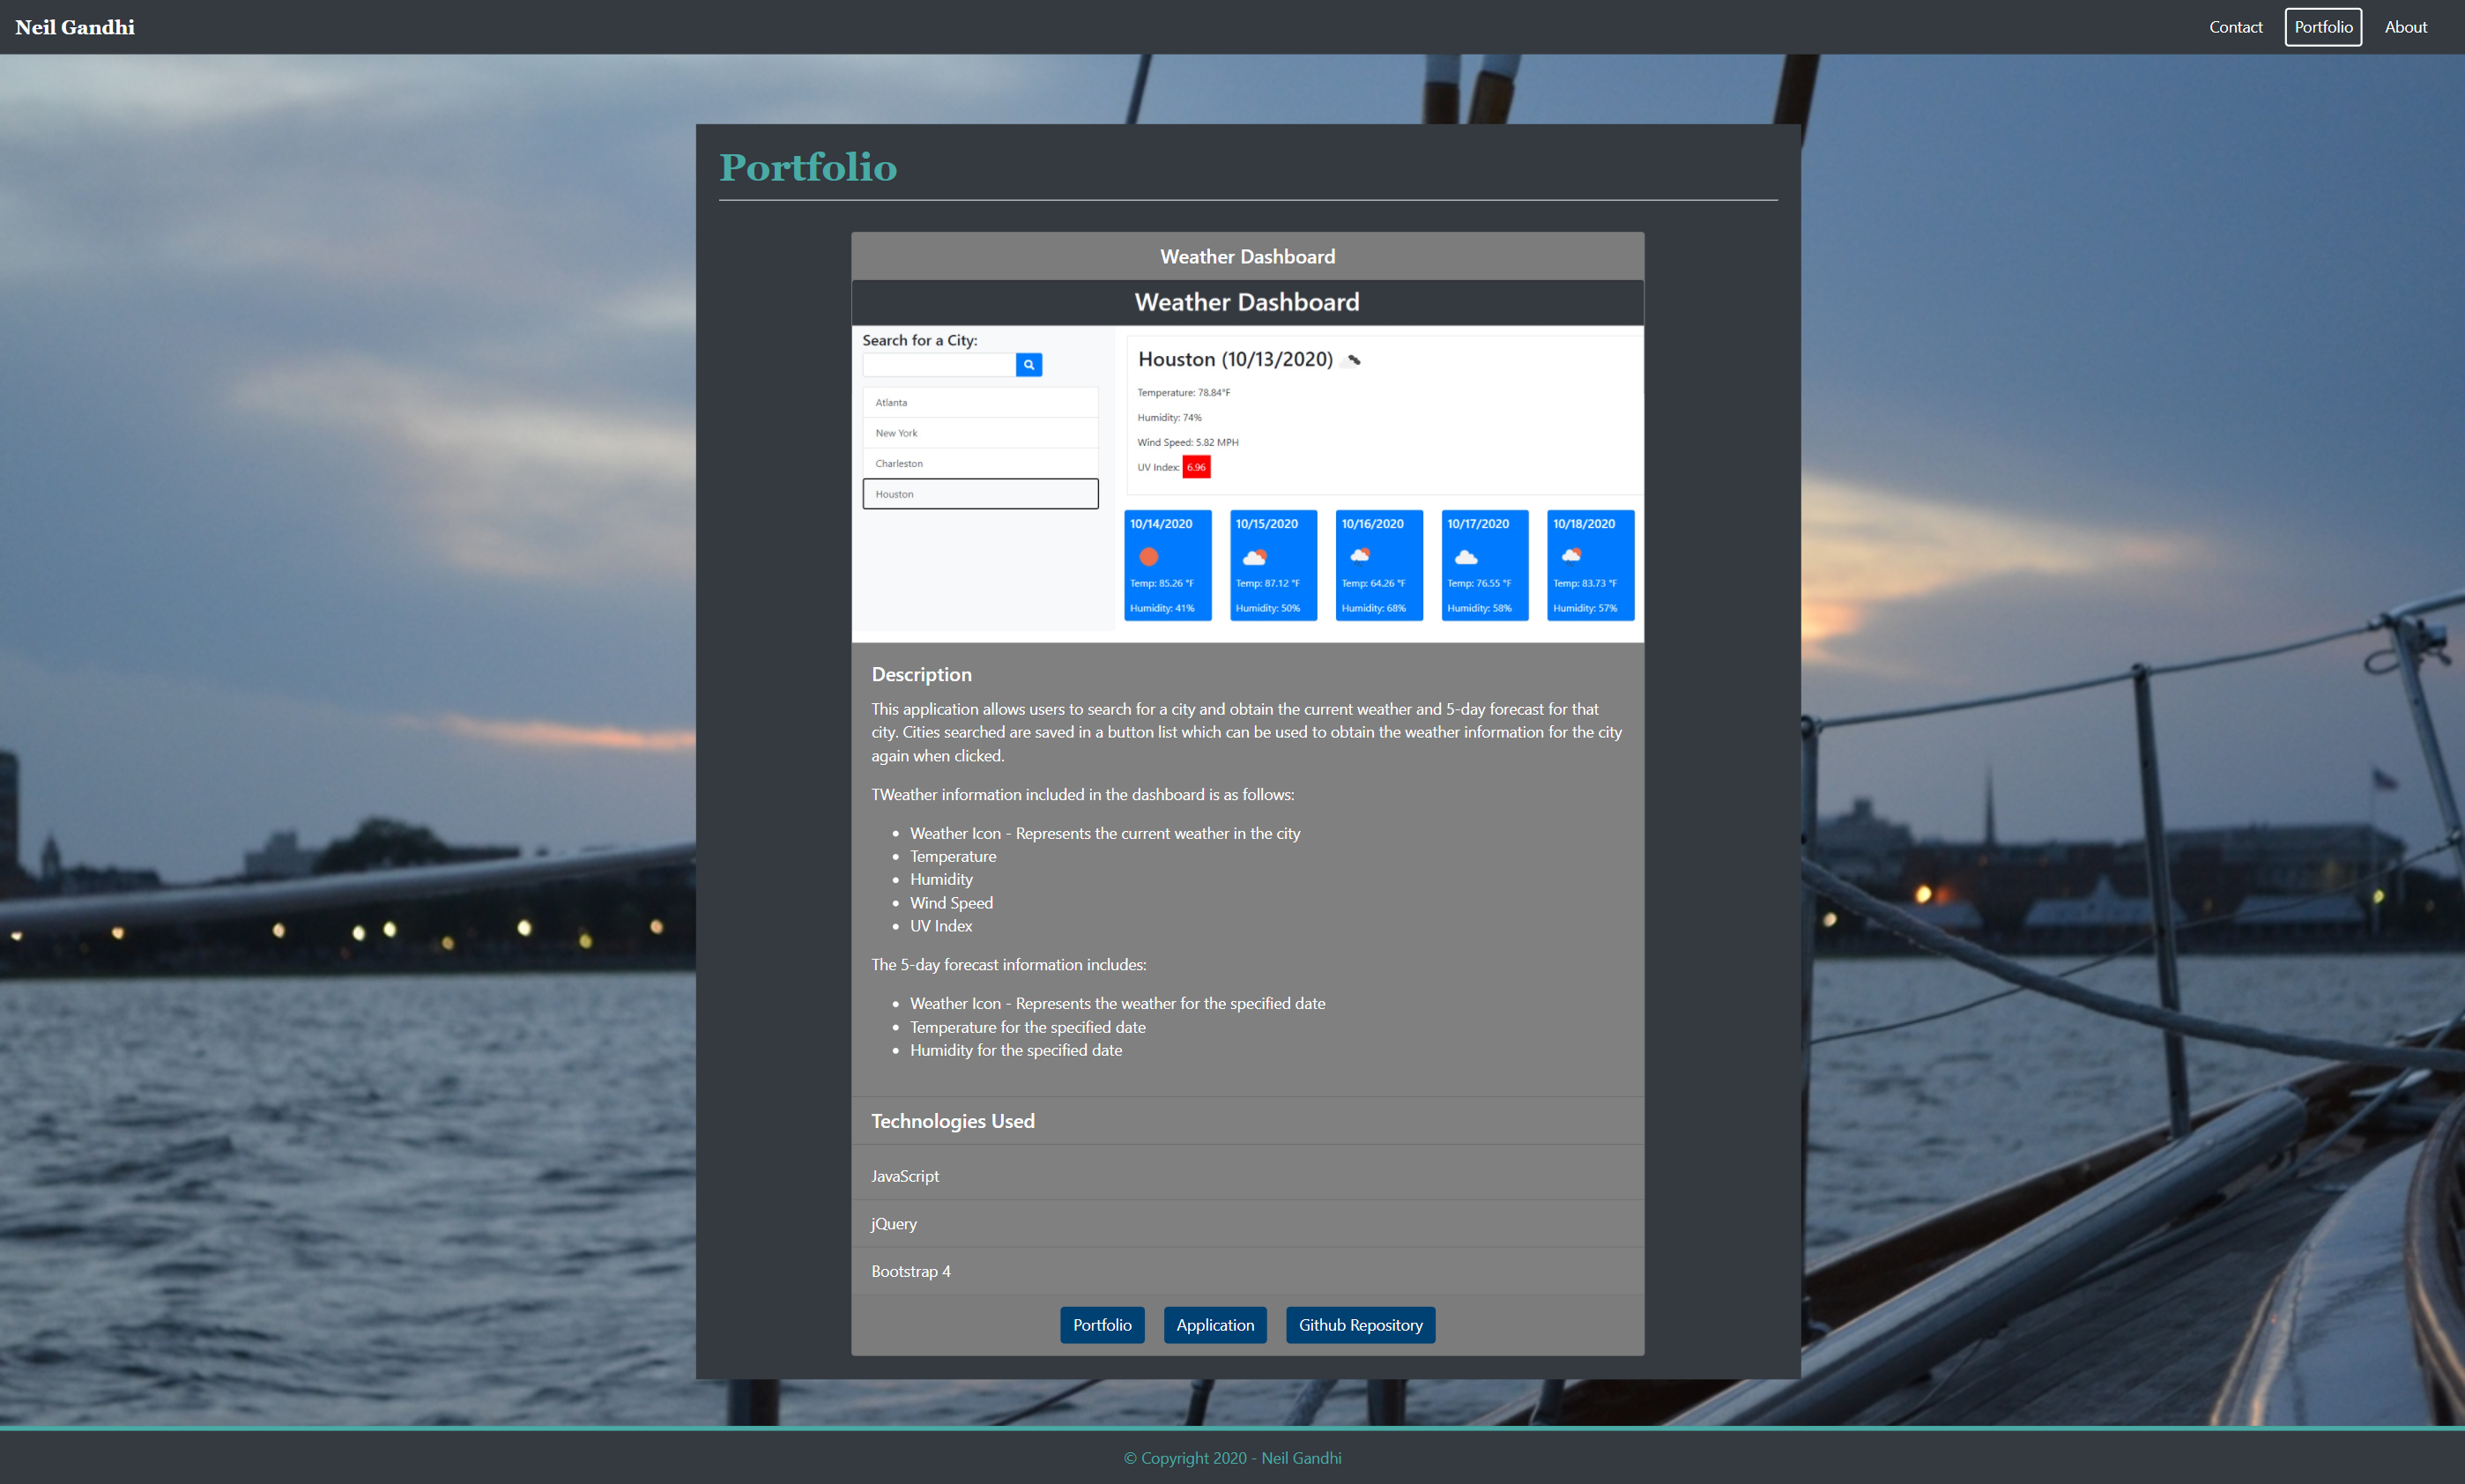 Neil Gandhi
Contact Portfolio About
Portfolio
Weather Dashboard
Weather Dashboard
Search for a City:
Atlanta
New York
Charleston
Houston
Houston (10/13/2020)
Temperature: 78.84°F
Humidity: 74%
Wind Speed: 5.82 MPH
UV Index: 6.96
10/14/2020 10/15/2020 10/16/2020 10/17/2020 10/18/2020
Temp: 85.26 °F Temp: 87.12 °F Temp: 64.26 °F Temp: 76.55 °F Temp: 83.73 °F
Humidity: 41% Humidity: 50% Humidity: 68% Humidity: 58% Humidity: 57%
Description
This application allows users to search for a city and obtain the current weather and 5-day forecast for that
city. Cities searched are saved in a button list which can be used to obtain the weather information for the city
again when clicked.
TWeather information included in the dashboard is as follows:
Weather Icon - Represents the current weather in the city
Temperature
Humidity
Wind Speed
UV Index
The 5-day forecast information includes:
Weather Icon - Represents the weather for the specified date
Temperature for the specified date
Humidity for the specified date
Technologies Used
JavaScript
jQuery
Bootstrap 4
Portfolio Application Github Repository
© Copyright 2020 - Neil Gandhi